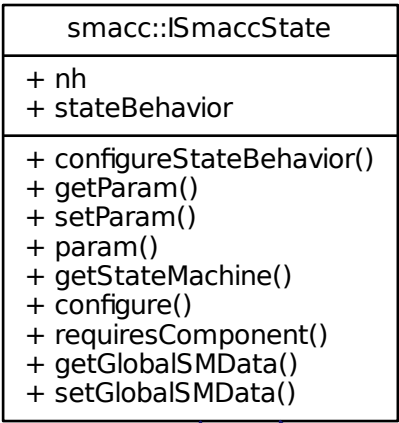 smacc::ISmaccState
+ nh
+ stateBehavior
+ configureStateBehavior()
+ getParam()
+ setParam()
+ param()
+ getStateMachine()
+ configure()
+ requiresComponent()
+ getGlobalSMData()
+ setGlobalSMData()